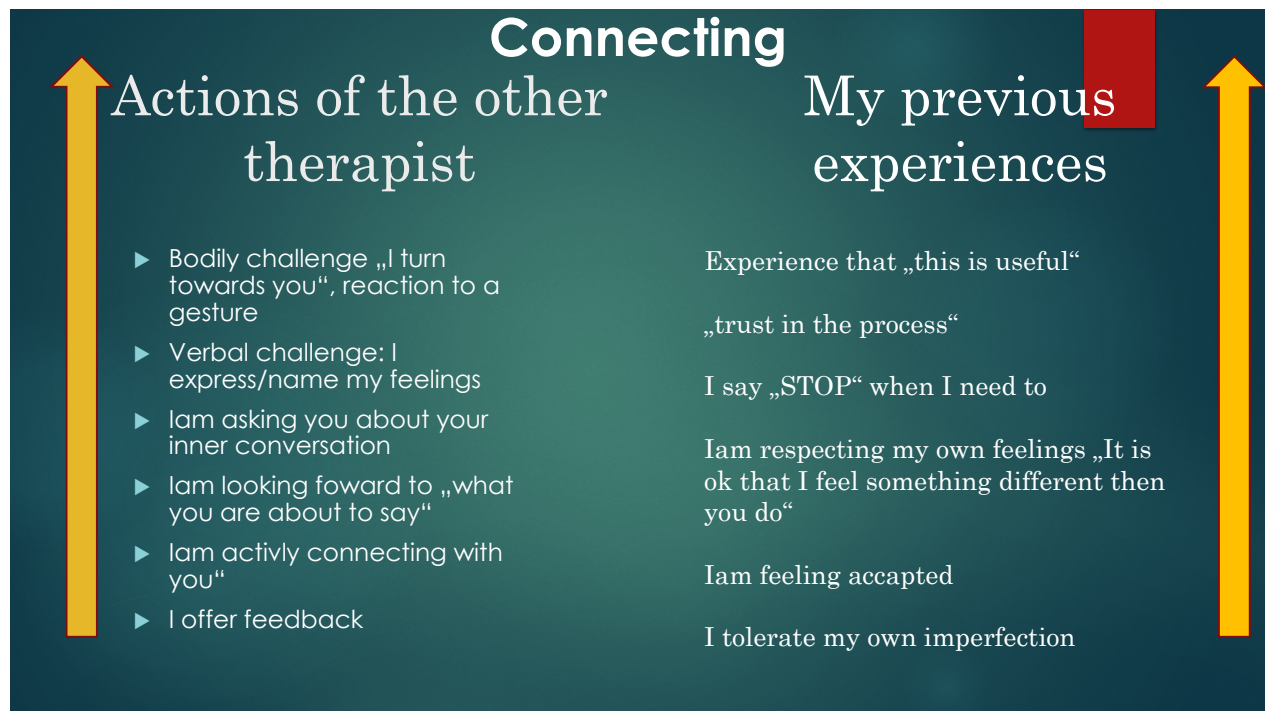 Connecting
Actions of the other
therapist
Bodily challenge „I turn
towards you“, reaction to a
gesture
Verbal challenge: I
express/name my feelings
Iam asking you about your
inner conversation
Iam looking foward to „what
you are about to say“
Iam activly connecting with
you“
I offer feedback
My previous
experiences
Experience that „this is useful“
„trust in the process“
I say „STOP“ when I need to
Iam respecting my own feelings „It is
ok that I feel something different then
you do“
Iam feeling accapted
I tolerate my own imperfection